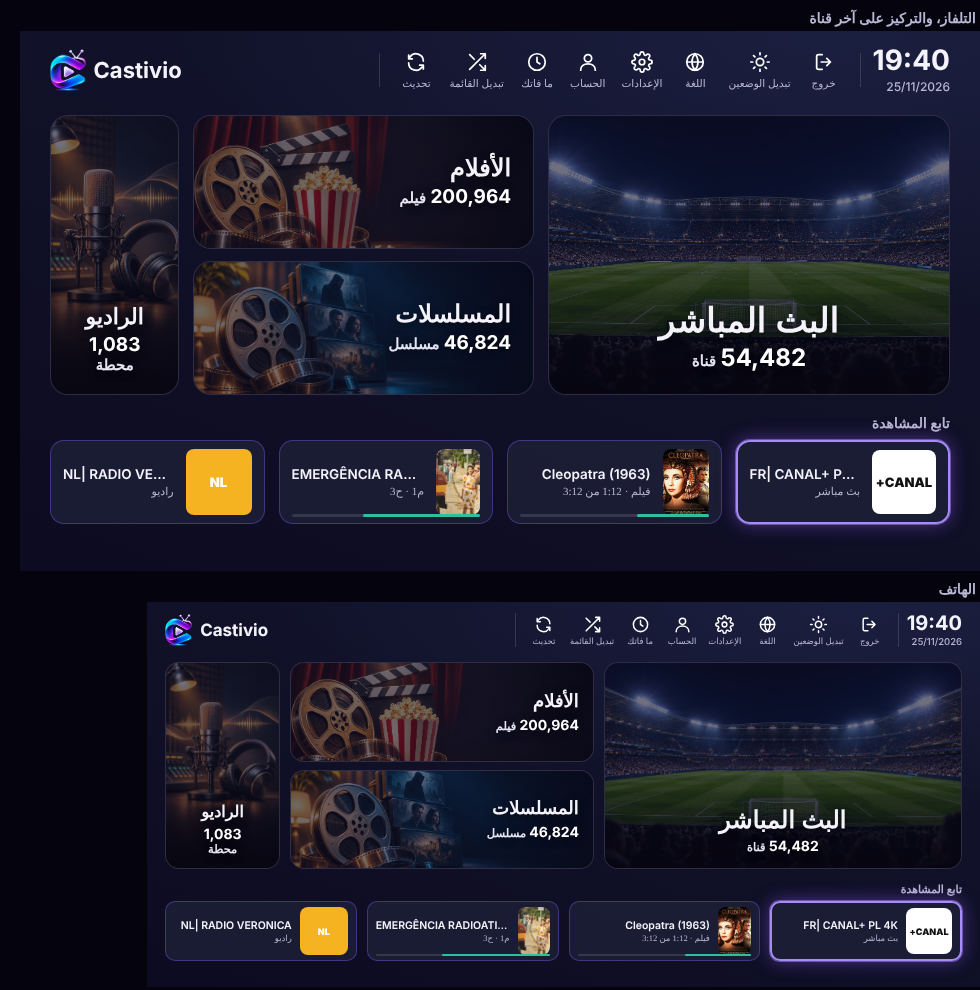 التلفاز، والتركيز على آخر قناة
19:40
25/11/2026
خروج
تبديل الوضعين
اللغة
الإعدادات
الحساب
ما فاتك
تبديل القائمة
تحديث
Castivio
البث المباشر
54,482 قناة
الأفلام
200,964 فيلم
المسلسلات
46,824 مسلسل
الراديو
1,083
محطة
تابع المشاهدة
+CANAL
FR| CANAL+ P...
بث مباشر
CLEOPATRA
Cleopatra (1963)
فيلم · 1:12 من 3:12
EMERGÊNCIA RA...
م1 · ح3
NL
NL| RADIO VE...
راديو
الهاتف
19:40
25/11/2026
خروج
تبديل الوضعين
اللغة
الإعدادات
الحساب
ما فاتك
تبديل القائمة
تحديث
Castivio
البث المباشر
54,482 قناة
الأفلام
200,964 فيلم
المسلسلات
46,824 مسلسل
الراديو
1,083
محطة
تابع المشاهدة
+CANAL
FR| CANAL+ PL 4K
بث مباشر
CLEOPATRA
Cleopatra (1963)
فيلم · 1:12 من 3:12
EMERGÊNCIA RADIOATI...
م1 · ح3
NL
NL| RADIO VERONICA
راديو